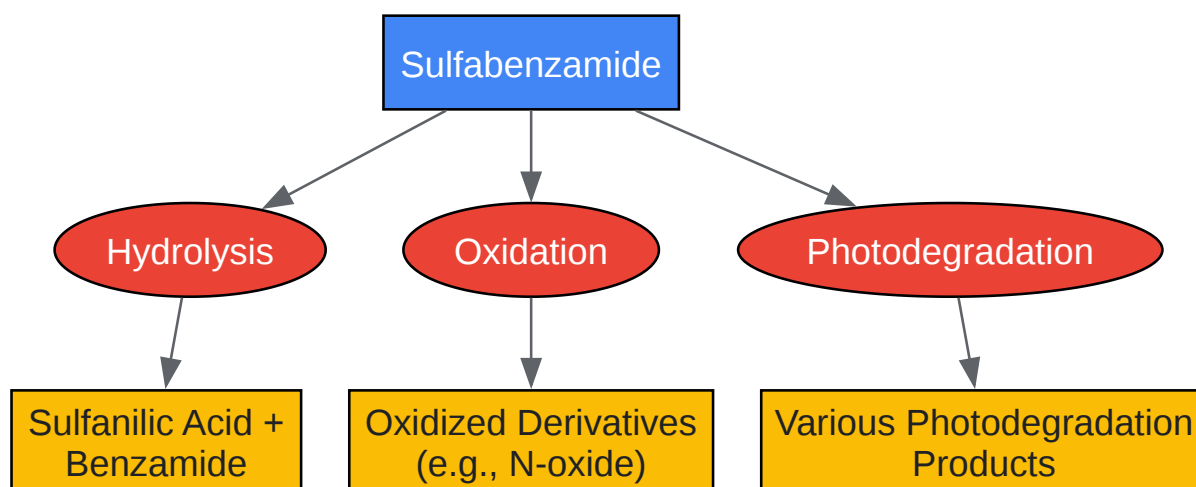 Sulfabenzamide
Hydrolysis
Oxidation
Photodegradation
Sulfanilic Acid +
Benzamide
Oxidized Derivatives
(e.g., N-oxide)
Various Photodegradation
Products